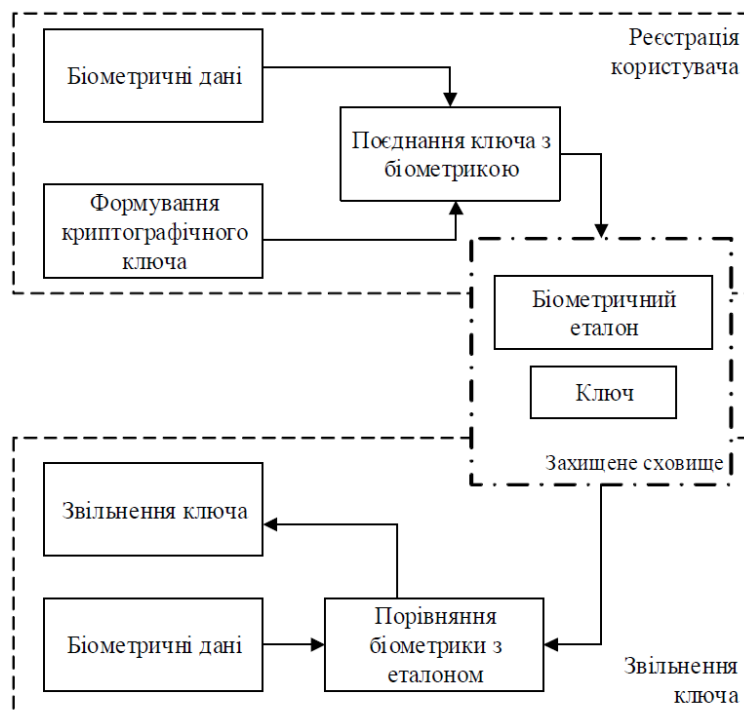 Реєстрація
користувача
Біометричні дані
Поєднання ключа з
біометрикою
Формування
криптографічного
ключа
Біометричний
еталон
Ключ
Захищене сховище
Звільнення ключа
Біометричні дані
Порівняння
біометрики з
еталоном
Звільнення
ключа